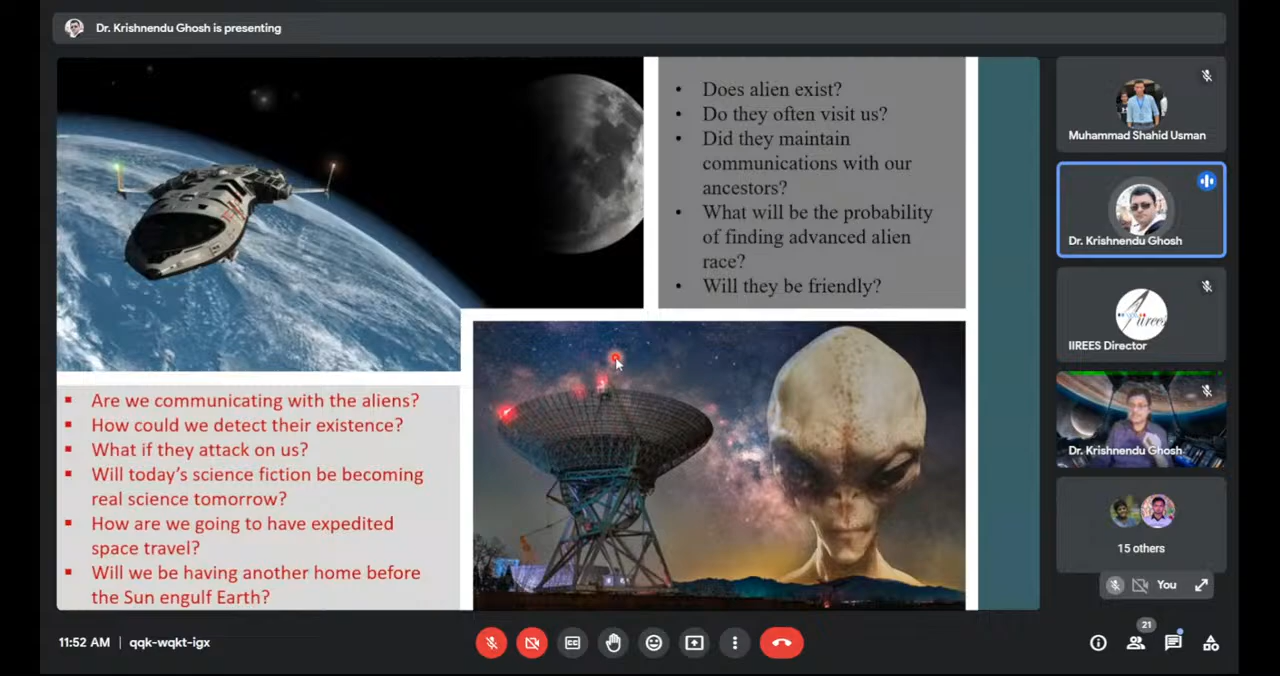 Dr. Krishnendu Ghosh is presenting
• Does alien exist?
• Do they often visit us?
• Did they maintain
communications with our
ancestors?
• What will be the probability
of finding advanced alien
race?
• Will they be friendly?
▪ Are we communicating with the aliens?
▪ How could we detect their existence?
▪ What if they attack on us?
▪ Will today's science fiction be becoming
real science tomorrow?
▪ How are we going to have expedited
space travel?
▪ Will we be having another home before
the Sun engulf Earth?
Muhammad Shahid Usman
Dr. Krishnendu Ghosh
IIREES Director
Dr. Krishnendu Ghosh
15 others
You
11:52 AM | qqk-wqkt-igx
CC
21